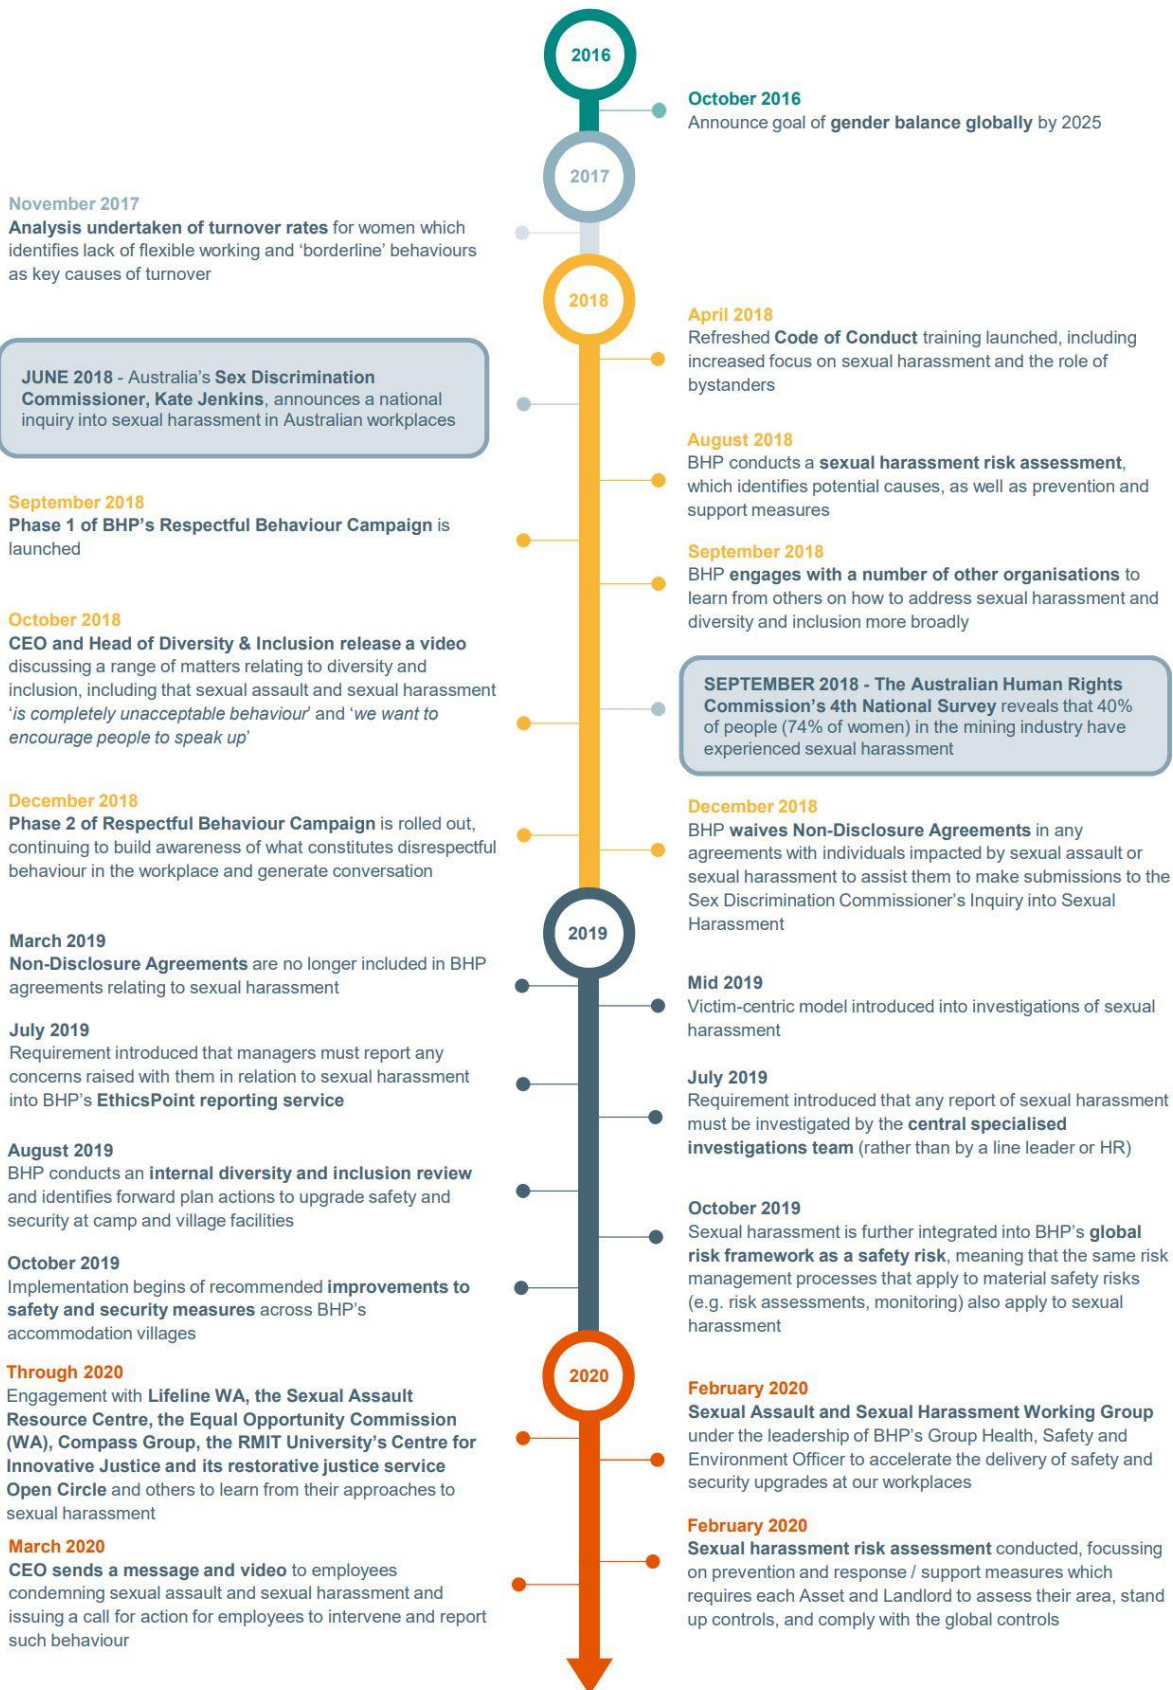 2016
October 2016
Announce goal of gender balance globally by 2025
2017
November 2017
Analysis undertaken of turnover rates for women which
identifies lack of flexible working and ‘borderline’ behaviours
as key causes of turnover
2018
April 2018
Refreshed Code of Conduct training launched, including
increased focus on sexual harassment and the role of
bystanders
JUNE 2018 - Australia’s Sex Discrimination
Commissioner, Kate Jenkins, announces a national
inquiry into sexual harassment in Australian workplaces
August 2018
BHP conducts a sexual harassment risk assessment,
which identifies potential causes, as well as prevention and
support measures
September 2018
Phase 1 of BHP’s Respectful Behaviour Campaign is
launched
September 2018
BHP engages with a number of other organisations to
learn from others on how to address sexual harassment and
diversity and inclusion more broadly
October 2018
CEO and Head of Diversity & Inclusion release a video
discussing a range of matters relating to diversity and
inclusion, including that sexual assault and sexual harassment
‘is completely unacceptable behaviour’ and ‘we want to
encourage people to speak up’
SEPTEMBER 2018 - The Australian Human Rights
Commission’s 4th National Survey reveals that 40%
of people (74% of women) in the mining industry have
experienced sexual harassment
December 2018
Phase 2 of Respectful Behaviour Campaign is rolled out,
continuing to build awareness of what constitutes disrespectful
behaviour in the workplace and generate conversation
December 2018
BHP waives Non-Disclosure Agreements in any
agreements with individuals impacted by sexual assault or
sexual harassment to assist them to make submissions to the
Sex Discrimination Commissioner’s Inquiry into Sexual
Harassment
2019
March 2019
Non-Disclosure Agreements are no longer included in BHP
agreements relating to sexual harassment
Mid 2019
Victim-centric model introduced into investigations of sexual
harassment
July 2019
Requirement introduced that managers must report any
concerns raised with them in relation to sexual harassment
into BHP’s EthicsPoint reporting service
July 2019
Requirement introduced that any report of sexual harassment
must be investigated by the central specialised
investigations team (rather than by a line leader or HR)
August 2019
BHP conducts an internal diversity and inclusion review
and identifies forward plan actions to upgrade safety and
security at camp and village facilities
October 2019
Sexual harassment is further integrated into BHP’s global
risk framework as a safety risk, meaning that the same risk
management processes that apply to material safety risks
(e.g. risk assessments, monitoring) also apply to sexual
harassment
October 2019
Implementation begins of recommended improvements to
safety and security measures across BHP’s
accommodation villages
2020
Through 2020
Engagement with Lifeline WA, the Sexual Assault
Resource Centre, the Equal Opportunity Commission
(WA), Compass Group, the RMIT University’s Centre for
Innovative Justice and its restorative justice service
Open Circle and others to learn from their approaches to
sexual harassment
February 2020
Sexual Assault and Sexual Harassment Working Group
under the leadership of BHP’s Group Health, Safety and
Environment Officer to accelerate the delivery of safety and
security upgrades at our workplaces
March 2020
CEO sends a message and video to employees
condemning sexual assault and sexual harassment and
issuing a call for action for employees to intervene and report
such behaviour
February 2020
Sexual harassment risk assessment conducted, focussing
on prevention and response / support measures which
requires each Asset and Landlord to assess their area, stand
up controls, and comply with the global controls